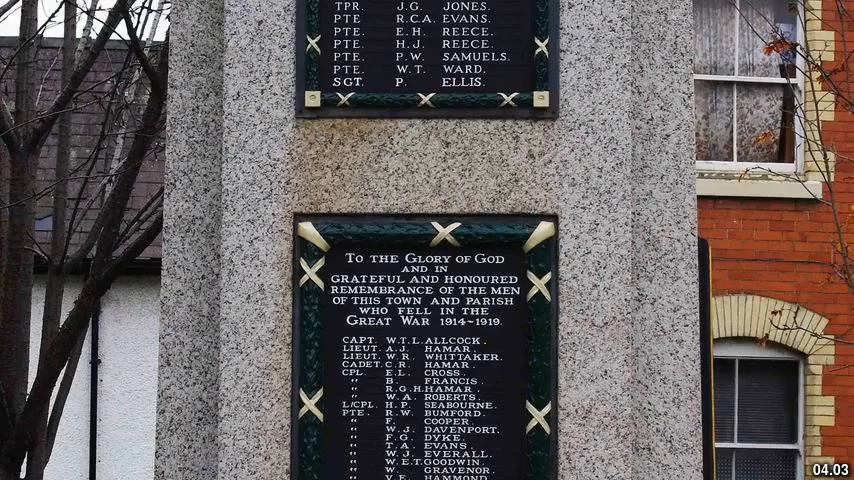 TPR. J.G. JONES.
PTE R.C.A. EVANS.
PTE. E.H. REECE.
PTE. H.J. REECE.
PTE. P.W. SAMUELS.
PTE. W.T. WARD.
SGT. P. ELLIS.
TO THE GLORY OF GOD
AND IN
GRATEFUL AND HONOURED
REMEMBRANCE OF THE MEN
OF THIS TOWN AND PARISH
WHO FELL IN THE
GREAT WAR 1914-1919.
CAPT. W.T.L. ALLCOCK.
LIEUT. A.J. HAMAR.
LIEUT. W.R. WHITTAKER.
CADET. C.R. HAMAR.
CPL. E.L. CROSS.
" B. FRANCIS.
" R.G.H. HAMAR.
" W.A. ROBERTS.
L/CPL. H.P. SEABOURNE.
PTE. R.W. BUMFORD.
" F. COOPER.
" W.J. DAVENPORT.
" F.G. DYKE.
" T.A. EVANS.
" W.J. EVERALL.
" W.E.T. GOODWIN.
" W. GRAVENOR.
" V.E. HAMMOND
04.03